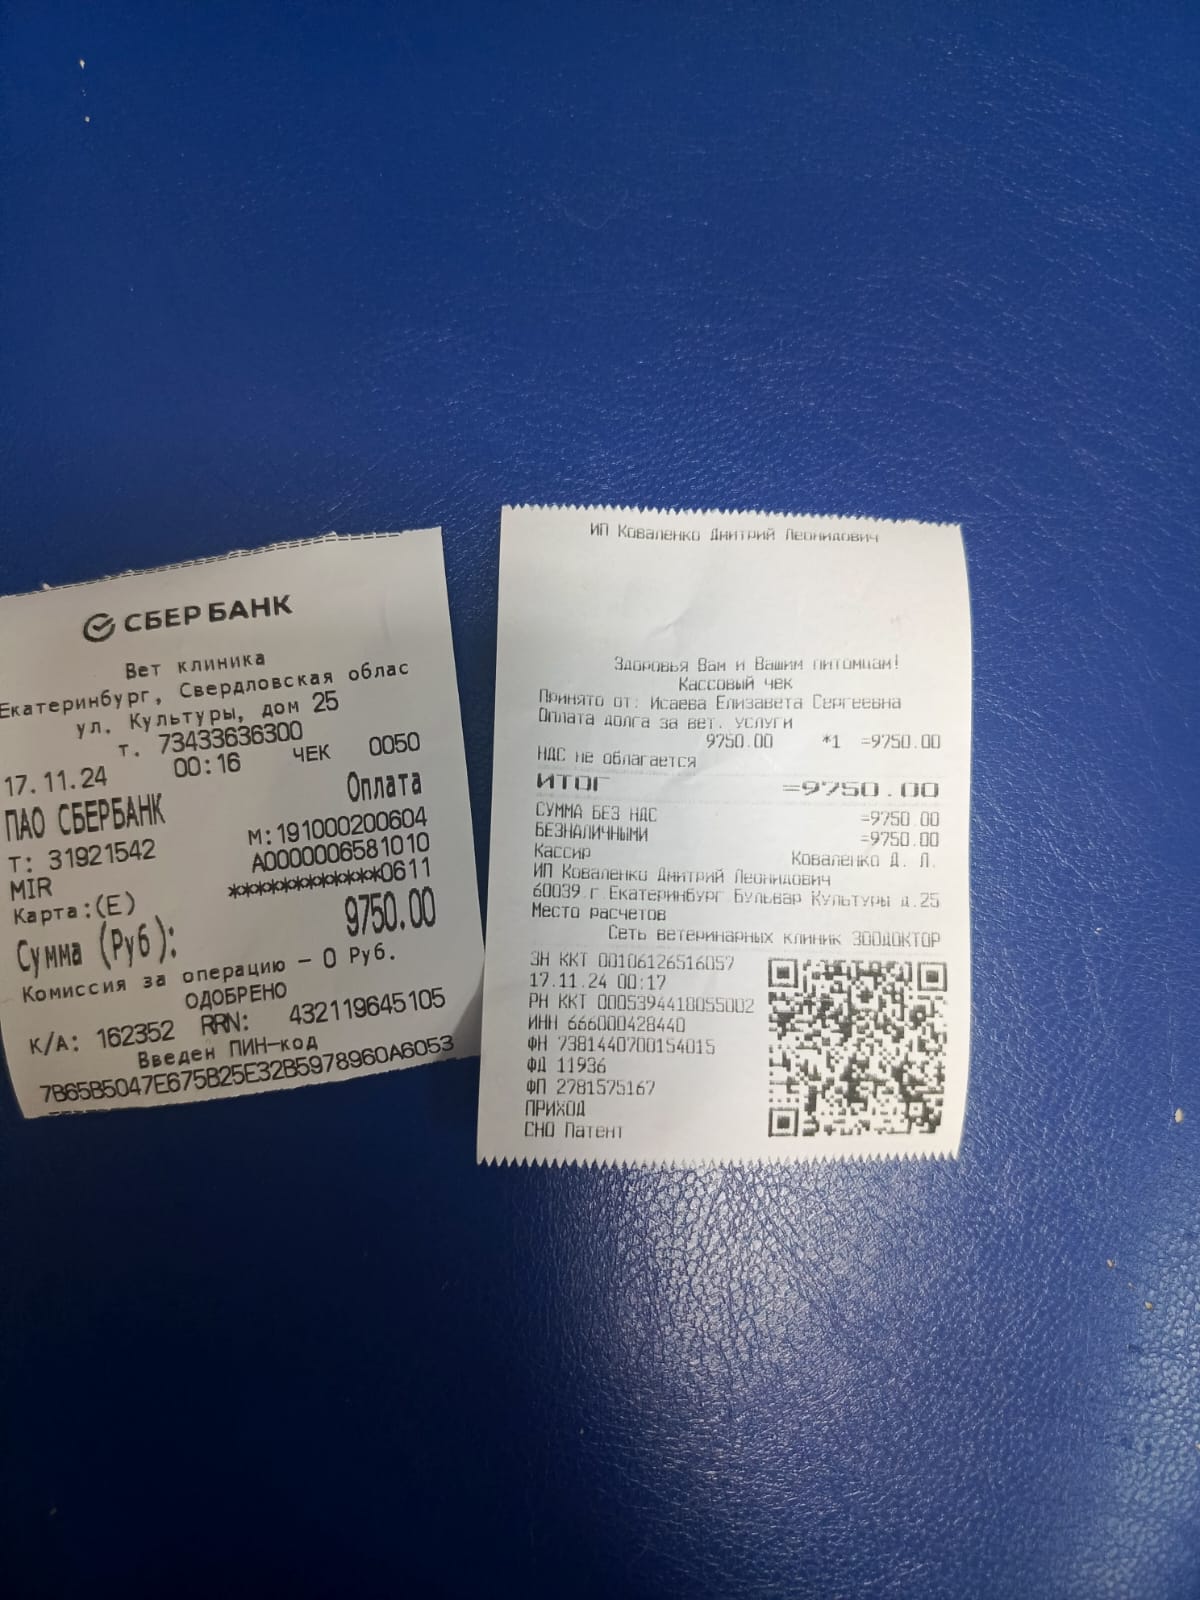 СБЕР БАНК
Вет клиника
Екатеринбург, Свердловская облас
ул. Культуры, дом 25
т. 73433636300
17.11.24 00:16 ЧЕК 0050
ПАО СБЕРБАНК Оплата
Т: 31921542 М:191000200604
MIR A0000006581010
Карта:(E) ************0611
Сумма (Руб): 9750.00
Комиссия за операцию – 0 Руб.
ОДОБРЕНО
К/А: 162352 RRN: 432119645105
Введен ПИН-код
7B65B5047E675B25E32B5978960A6053
ИП Коваленко Дмитрий Леонидович
Здоровья Вам и Вашим питомцам!
Кассовый чек
Принято от: Исаева Елизавета Сергеевна
Оплата долга за вет. услуги
9750.00 *1 =9750.00
НДС не облагается
ИТОГ =9750.00
СУММА БЕЗ НДС =9750.00
БЕЗНАЛИЧНЫМИ =9750.00
Кассир Коваленко Д. Л.
ИП Коваленко Дмитрий Леонидович
60039 г Екатеринбург Бульвар Культуры д.25
Место расчетов
Сеть ветеринарных клиник ЗООДОКТОР
ЗН ККТ 00106126516057
17.11.24 00:17
РН ККТ 0005394418055002
ИНН 666000428440
ФН 7381440700154015
ФД 11936
ФП 2781575167
ПРИХОД
СНО Патент